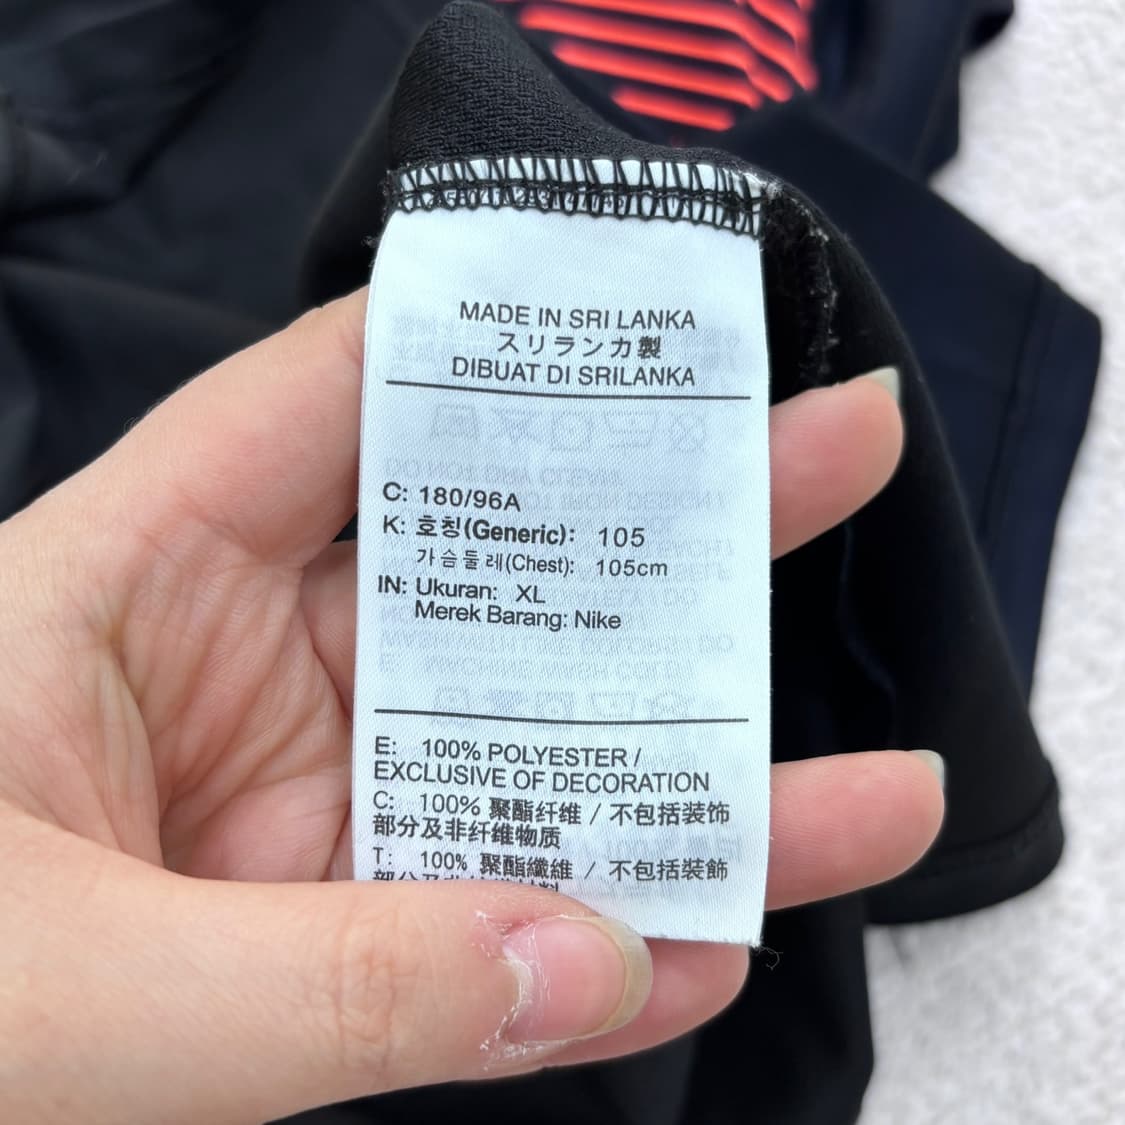 MADE IN SRI LANKA
スリランカ製
DIBUAT DI SRILANKA
C: 180/96A
K: 호칭(Generic): 105
가슴둘레(Chest): 105cm
IN: Ukuran: XL
Merek Barang: Nike
E: 100% POLYESTER /
EXCLUSIVE OF DECORATION
C: 100% 聚酯纤维 / 不包括装饰
部分及非纤维物质
T: 100% 聚酯纖維 / 不包括裝飾